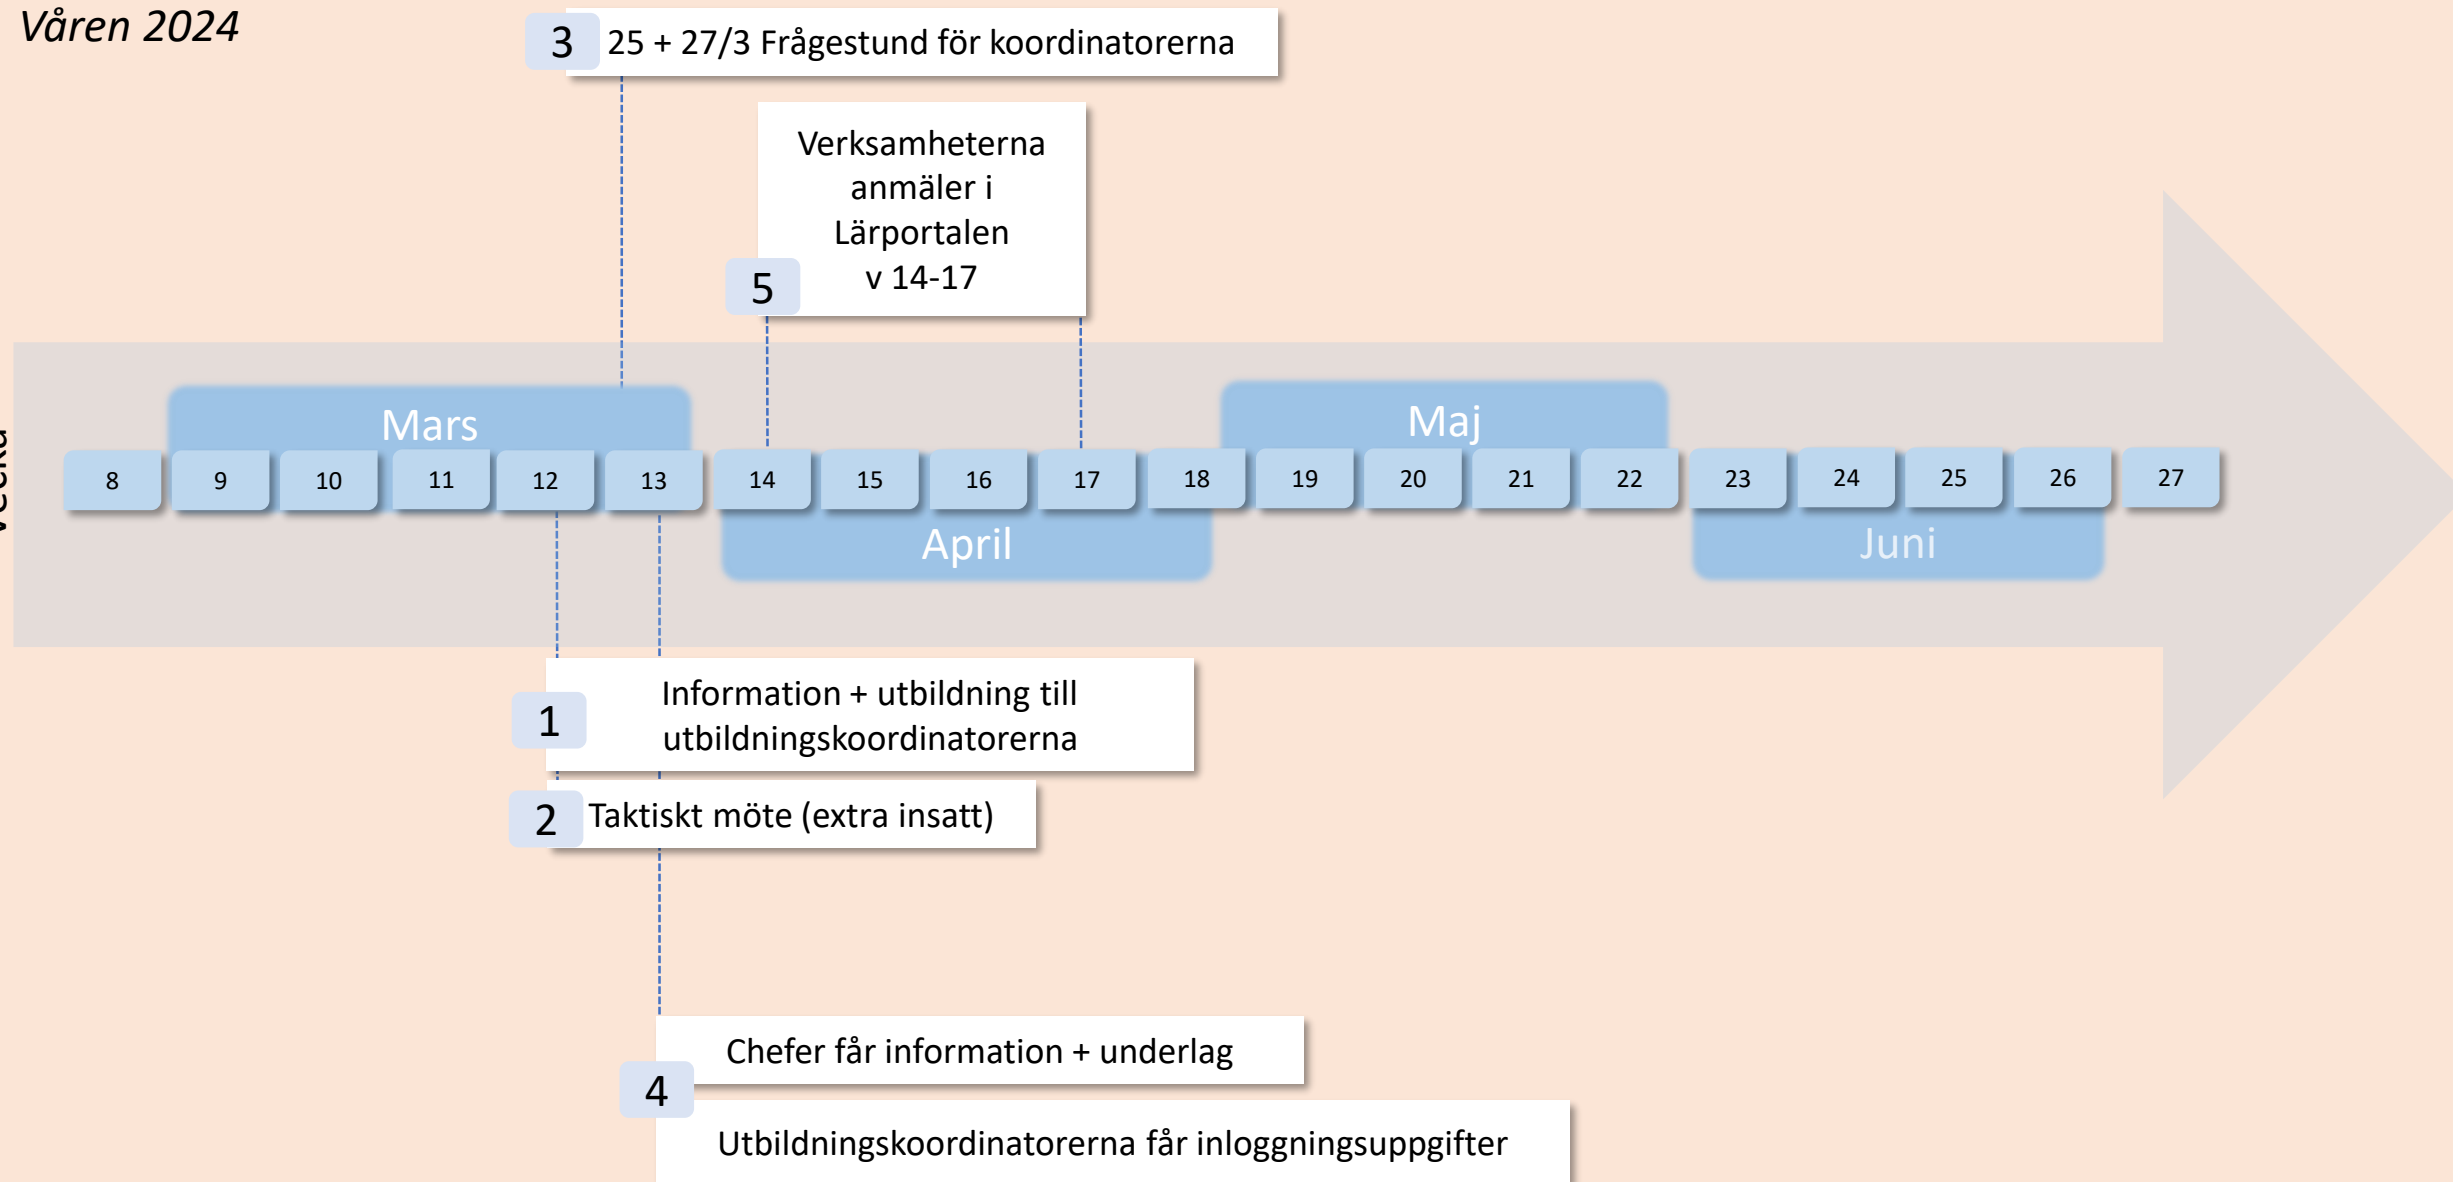 Våren 2024
3
25 + 27/3 Frågestund för koordinatorerna
Verksamheterna
anmäler i
Lärportalen
v 14-17
5
Mars
Maj
8 9 10 11 12 13 14 15 16 17 18 19 20 21 22 23 24 25 26 27
April
Juni
1
Information + utbildning till
utbildningskoordinatorerna
2
Taktiskt möte (extra insatt)
Chefer får information + underlag
4
Utbildningskoordinatorerna får inloggningsuppgifter